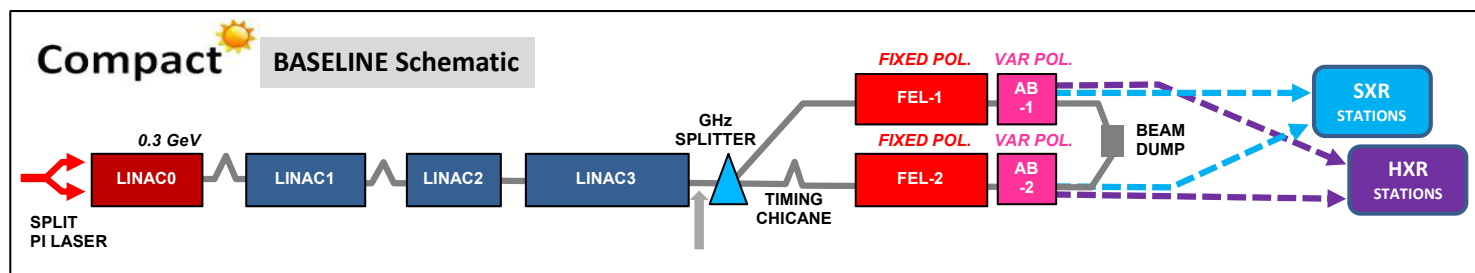 Compact
BASELINE Schematic
0.3 GeV
LINAC0
SPLIT
PI LASER
LINAC1
LINAC2
LINAC3
GHz
SPLITTER
TIMING
CHICANE
FIXED POL.
FEL-1
VAR POL.
AB
-1
FIXED POL.
FEL-2
VAR POL.
AB
-2
BEAM
DUMP
SXR
STATIONS
HXR
STATIONS